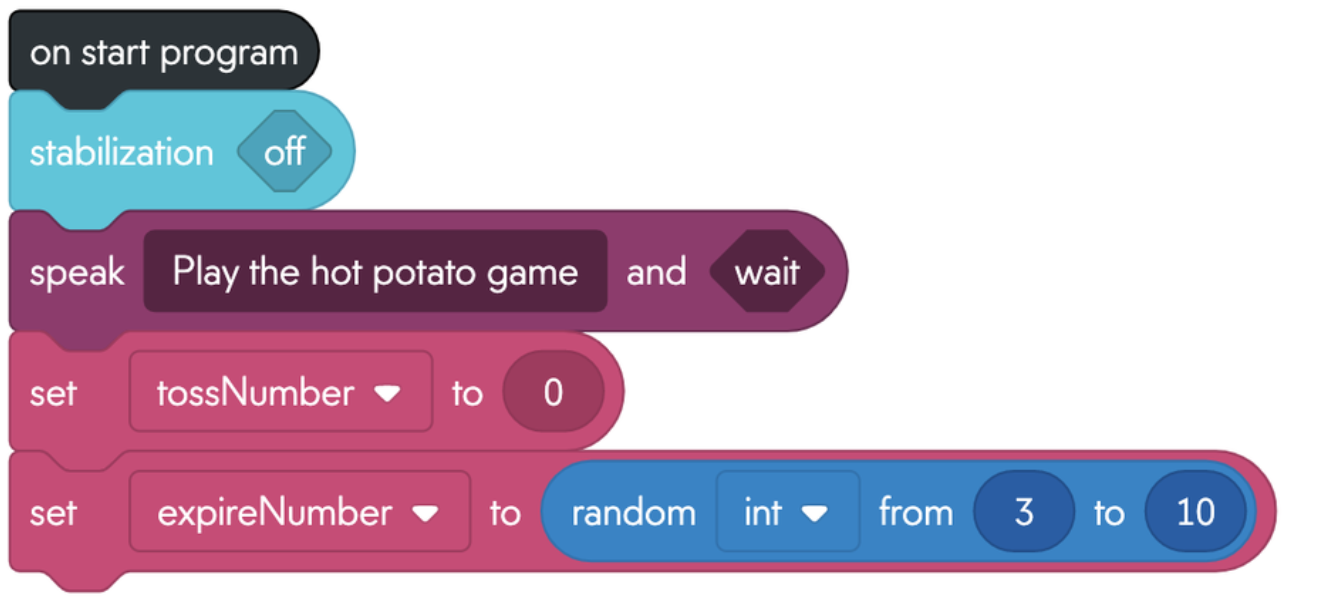 on start program
stabilization off
speak Play the hot potato game and wait
set tossNumber to 0
set expireNumber to random int from 3 to 10